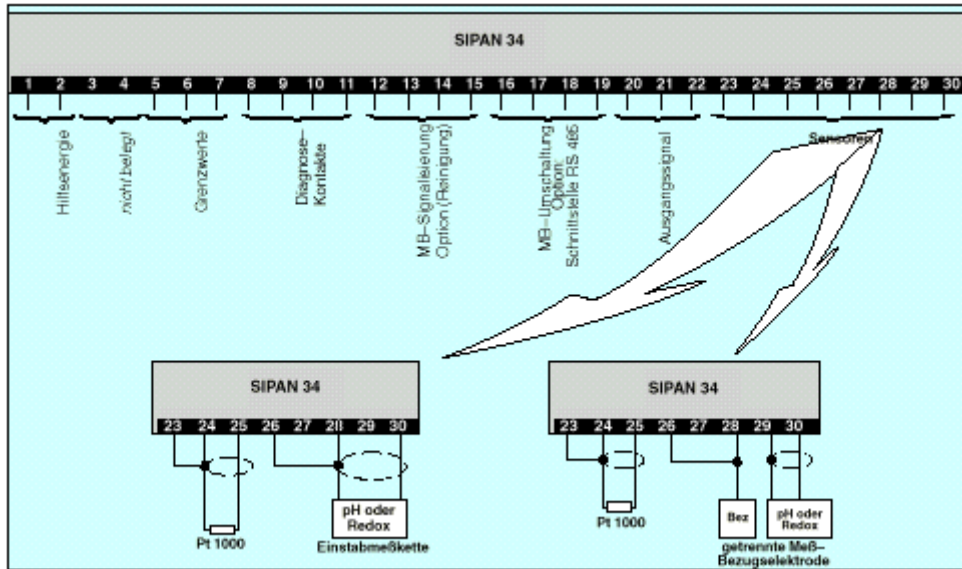 SIPAN 34
1 2 3 4 5 6 7 8 9 10 11 12 13 14 15 16 17 18 19 20 21 22 23 24 25 26 27 28 29 30
Hilfsenergie
nicht belegt
Grenzwerte
Diagnose–
Kontakte
MB–Signalisierung
Option (Reinigung)
MB–Umschaltung
Option:
Schnittstelle RS 485
Ausgangssignal
Sensoren
SIPAN 34
23 24 25 26 27 28 29 30
Pt 1000
pH oder
Redox
Einstabmeßkette
SIPAN 34
23 24 25 26 27 28 29 30
Pt 1000
Bez
pH oder
Redox
getrennte Meß–
Bezugselektrode